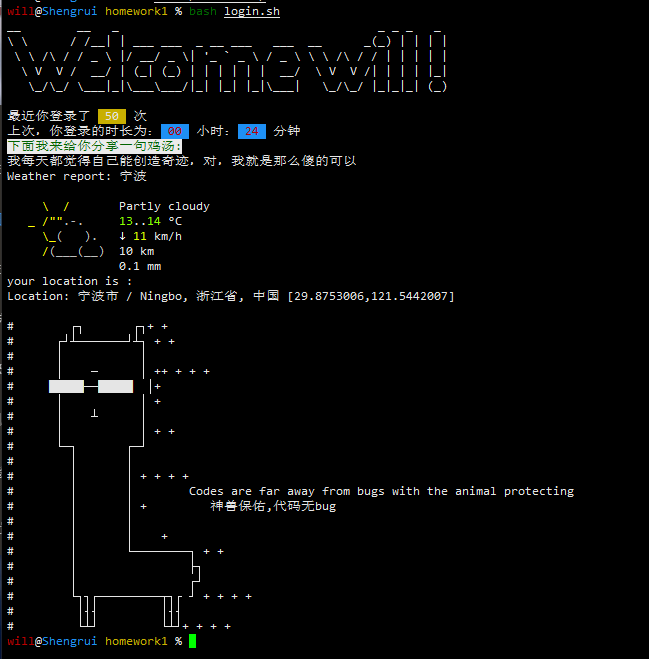 will@Shengrui homework1 % bash login.sh
Wlcome will!
最近你登录了 50 次
上次，你登录的时长为: 00 小时: 24 分钟
下面我来给你分享一句鸡汤:
我每天都觉得自己能创造奇迹，对，我就是那么傻的可以
Weather report: 宁波
Partly cloudy
13..14 °C
↓ 11 km/h
10 km
0.1 mm
your location is :
Location: 宁波市 / Ningbo, 浙江省, 中国 [29.8753006,121.5442007]
Codes are far away from bugs with the animal protecting
神兽保佑,代码无bug
will@Shengrui homework1 %